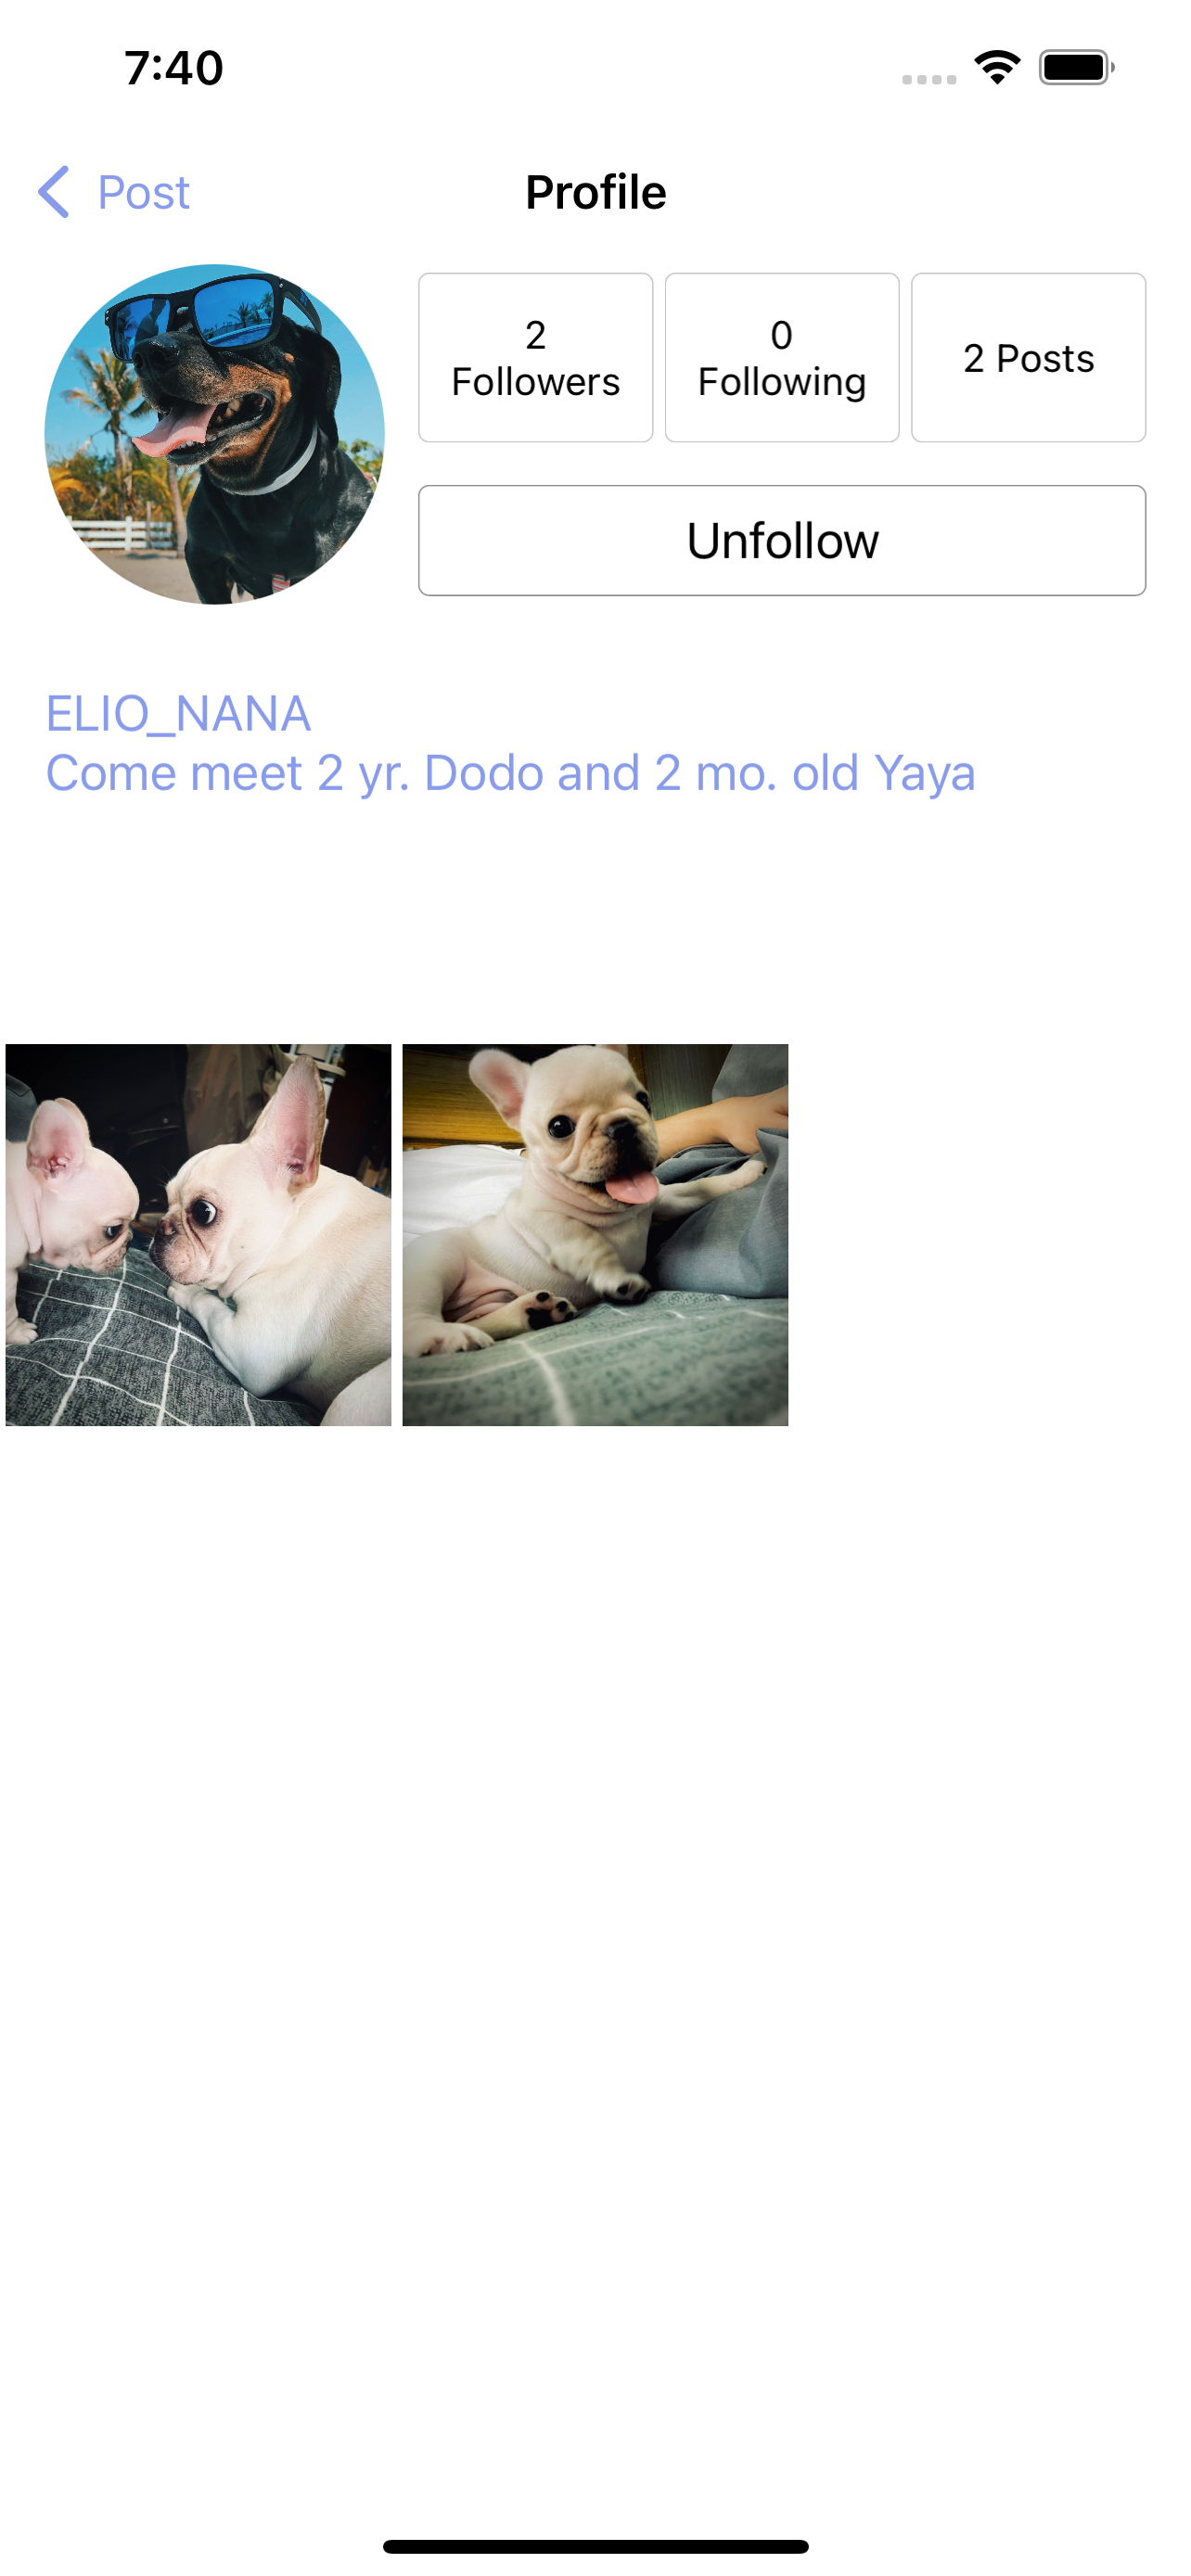 7:40
Post
Profile
2
Followers
0
Following
2 Posts
Unfollow
ELIO_NANA
Come meet 2 yr. Dodo and 2 mo. old Yaya